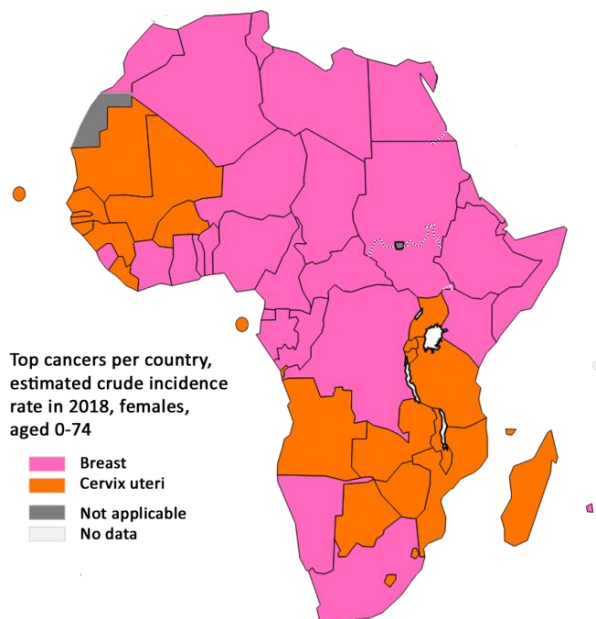 Top cancers per country,
estimated crude incidence
rate in 2018, females,
aged 0-74
Breast
Cervix uteri
Not applicable
No data